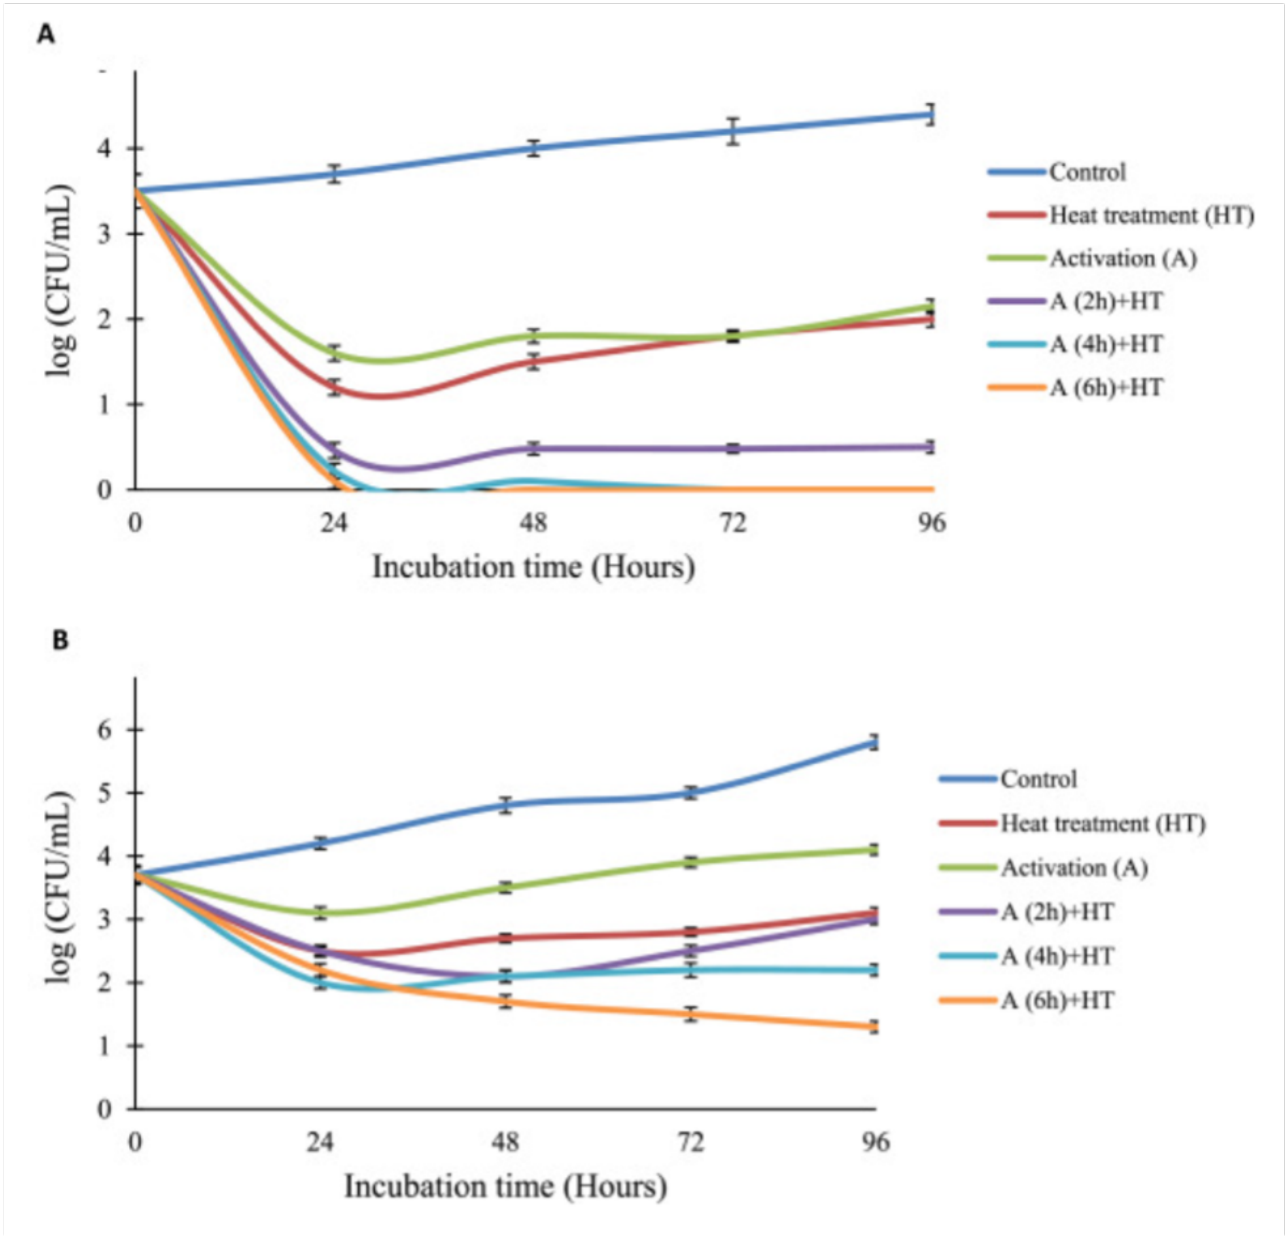 A
4
3
2
1
0
log (CFU/mL)
0 24 48 72 96
Incubation time (Hours)
Control
Heat treatment (HT)
Activation (A)
A (2h)+HT
A (4h)+HT
A (6h)+HT
B
6
5
4
3
2
1
0
log (CFU/mL)
0 24 48 72 96
Incubation time (Hours)
Control
Heat treatment (HT)
Activation (A)
A (2h)+HT
A (4h)+HT
A (6h)+HT